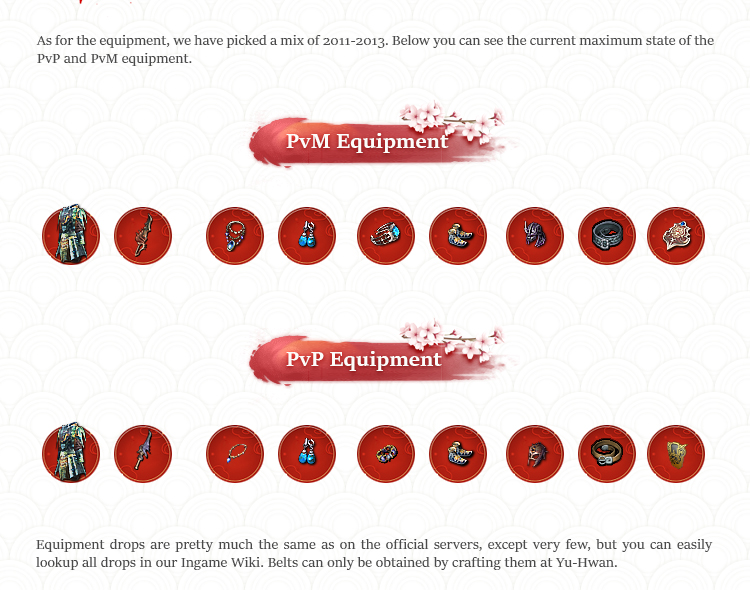 As for the equipment, we have picked a mix of 2011-2013. Below you can see the current maximum state of the
PvP and PvM equipment.
PvM Equipment
PvP Equipment
Equipment drops are pretty much the same as on the official servers, except very few, but you can easily
lookup all drops in our Ingame Wiki. Belts can only be obtained by crafting them at Yu-Hwan.